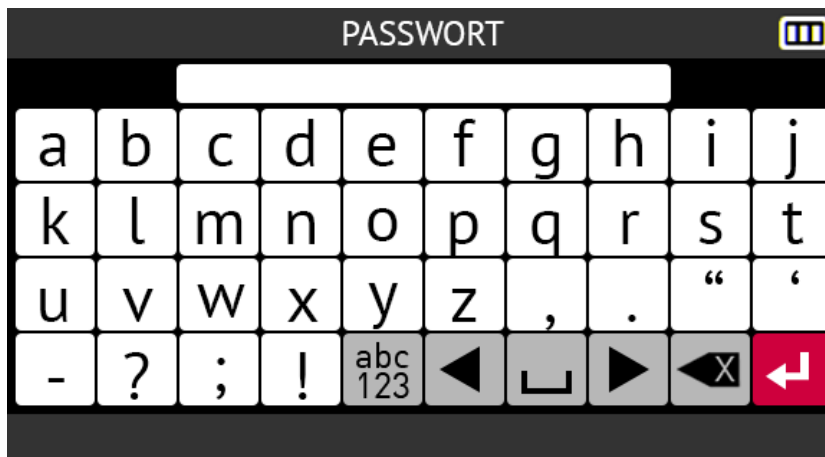 PASSWORT
a b c d e f g h i j
k l m n o p q r s t
u v w x y z , . “ ‘
- ? ; ! abc 123 X